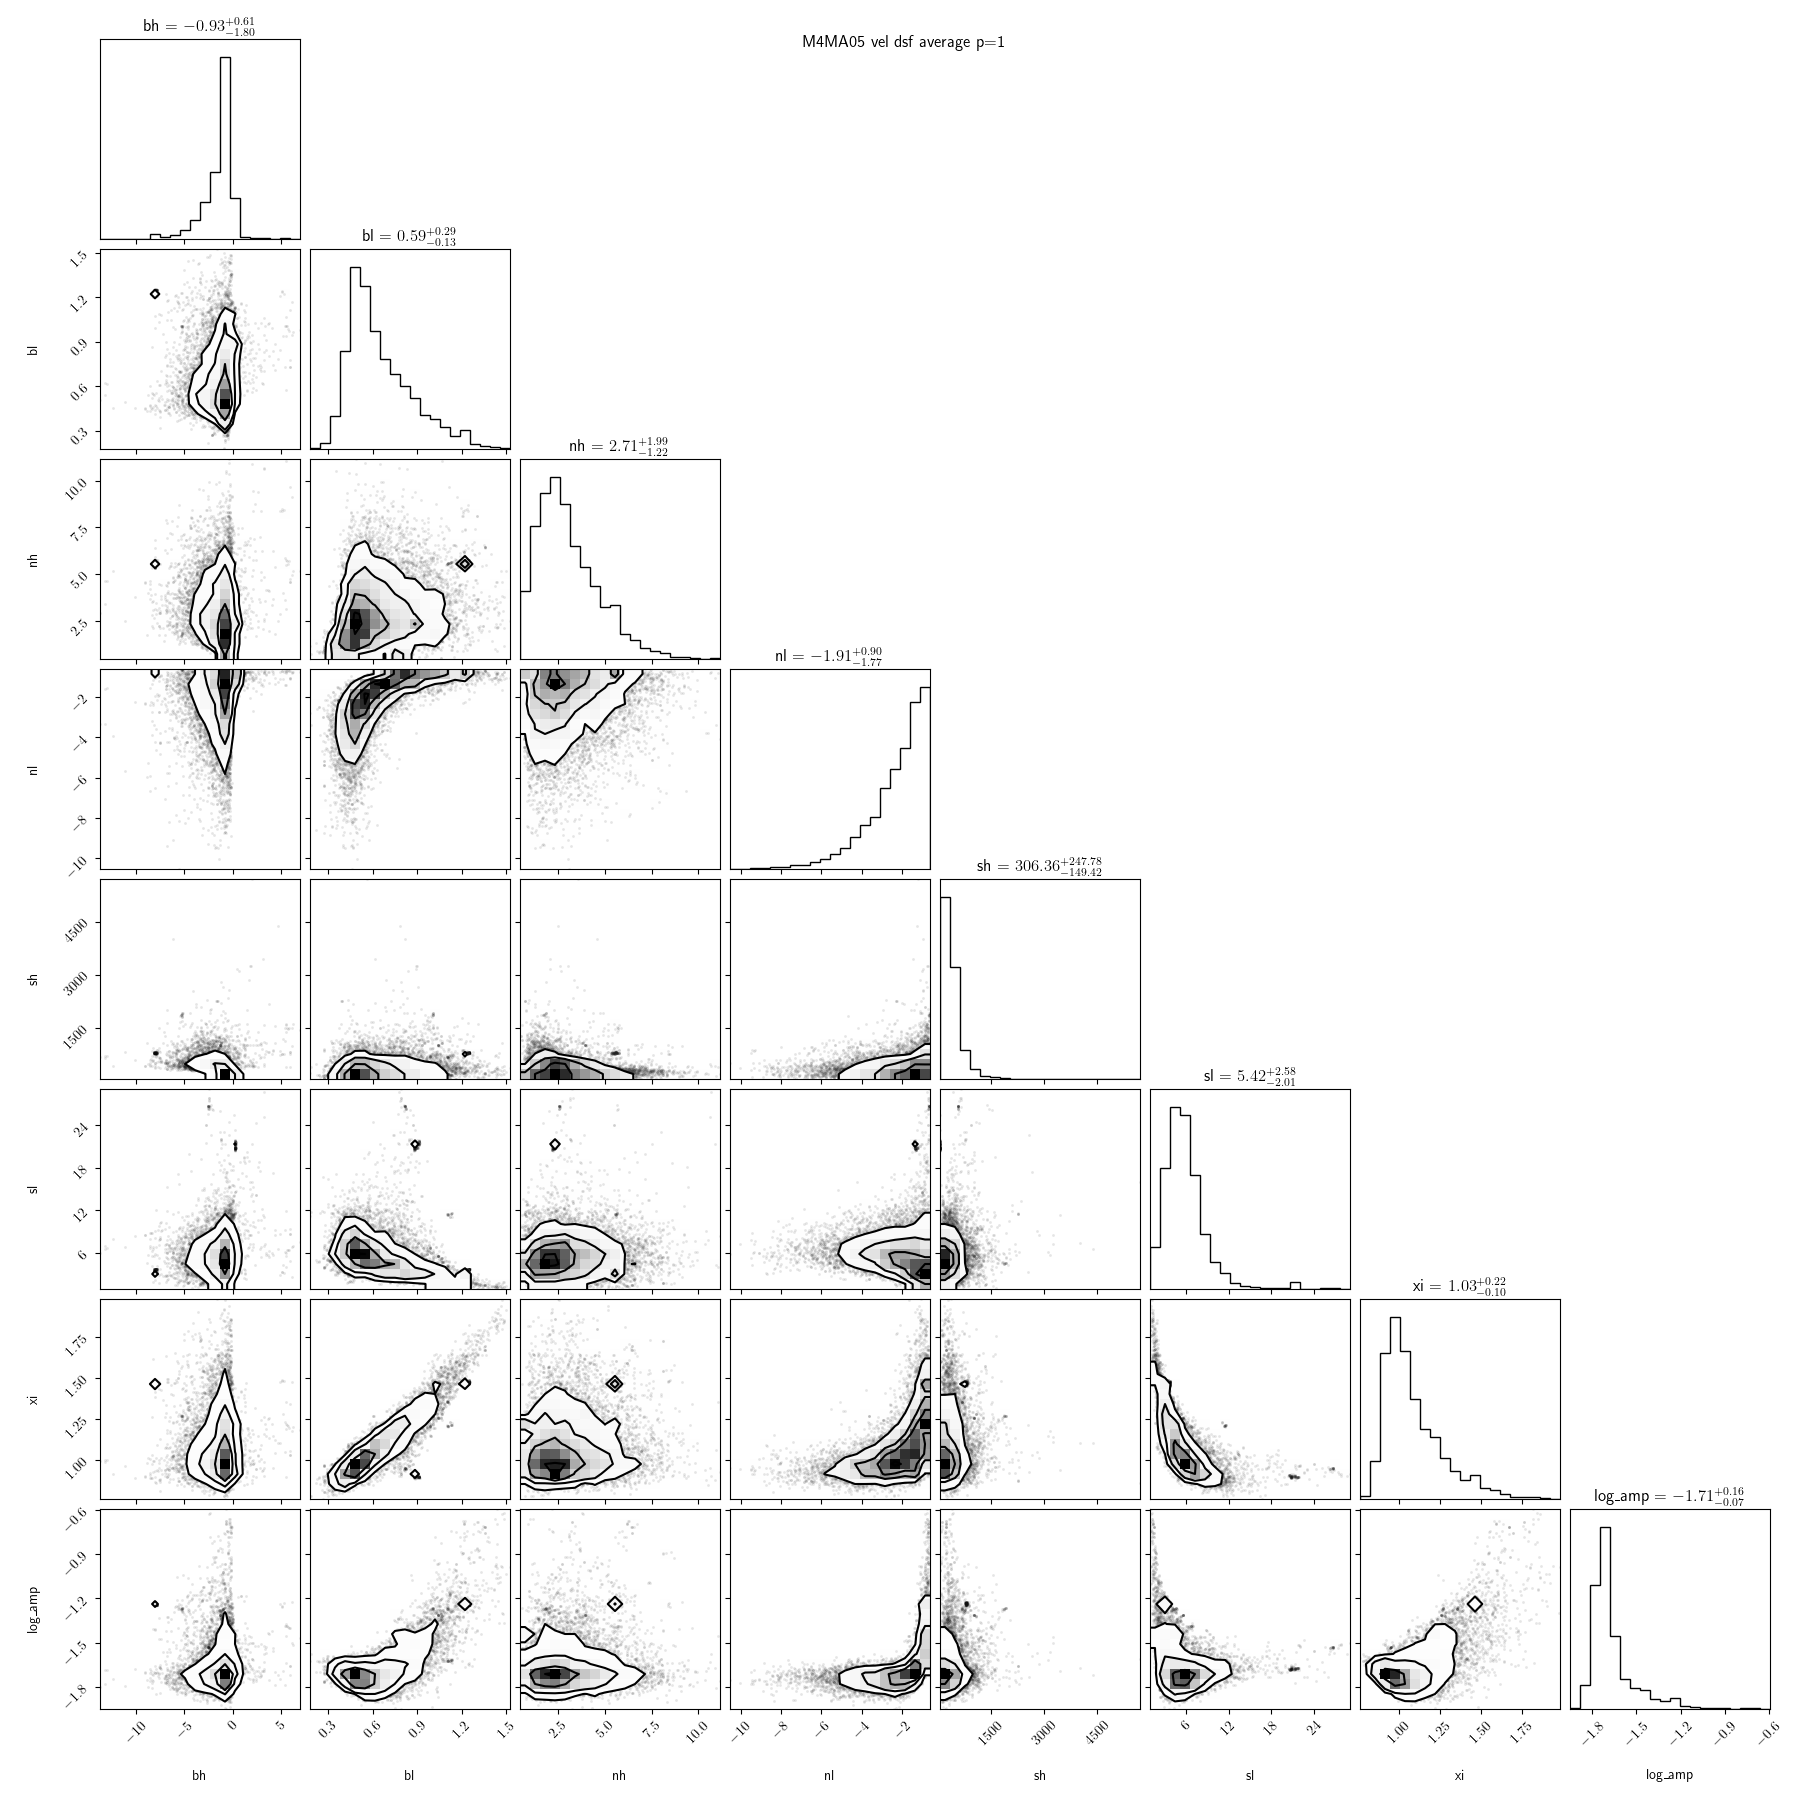 M4MA05 vel dsf average p=1
bh = −0.93 +0.61 −1.80
bl = 0.59 +0.29 −0.13
nh = 2.71 +1.99 −1.22
nl = −1.91 +0.90 −1.77
sh = 306.36 +247.78 −149.42
sl = 5.42 +2.58 −2.01
xi = 1.03 +0.22 −0.10
log_amp = −1.71 +0.16 −0.07
bl
1.5
1.2
0.9
0.6
0.3
nh
10.0
7.5
5.0
2.5
nl
−2
−4
−6
−8
−10
sh
4500
3000
1500
sl
24
18
12
6
xi
1.75
1.50
1.25
1.00
log_amp
−0.6
−0.9
−1.2
−1.5
−1.8
−10 −5 0 5
0.3 0.6 0.9 1.2 1.5
2.5 5.0 7.5 10.0
−10 −8 −6 −4 −2
1500 3000 4500
6 12 18 24
1.00 1.25 1.50 1.75
−1.8 −1.5 −1.2 −0.9 −0.6
bh bl nh nl sh sl xi log_amp